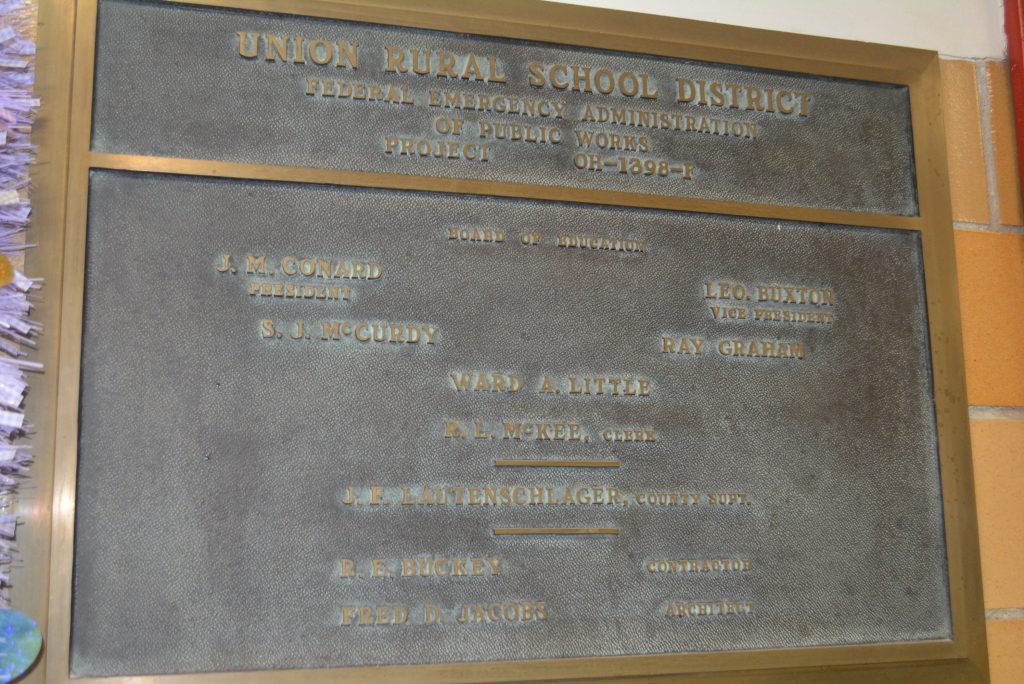 UNION RURAL SCHOOL DISTRICT
FEDERAL EMERGENCY ADMINISTRATION
OF PUBLIC WORKS
PROJECT OH-1398-F
BOARD OF EDUCATION
J. M. CONARD
PRESIDENT
LEO. BUXTON
VICE PRESIDENT
S. J. McCURDY
RAY GRAHAM
WARD A. LITTLE
R. L. McKEE, CLERK
J. F. LAUTENSCHLAGER, COUNTY SUPT.
R. E. BUCKEY CONTRACTOR
FRED D. JACOBS ARCHITECT